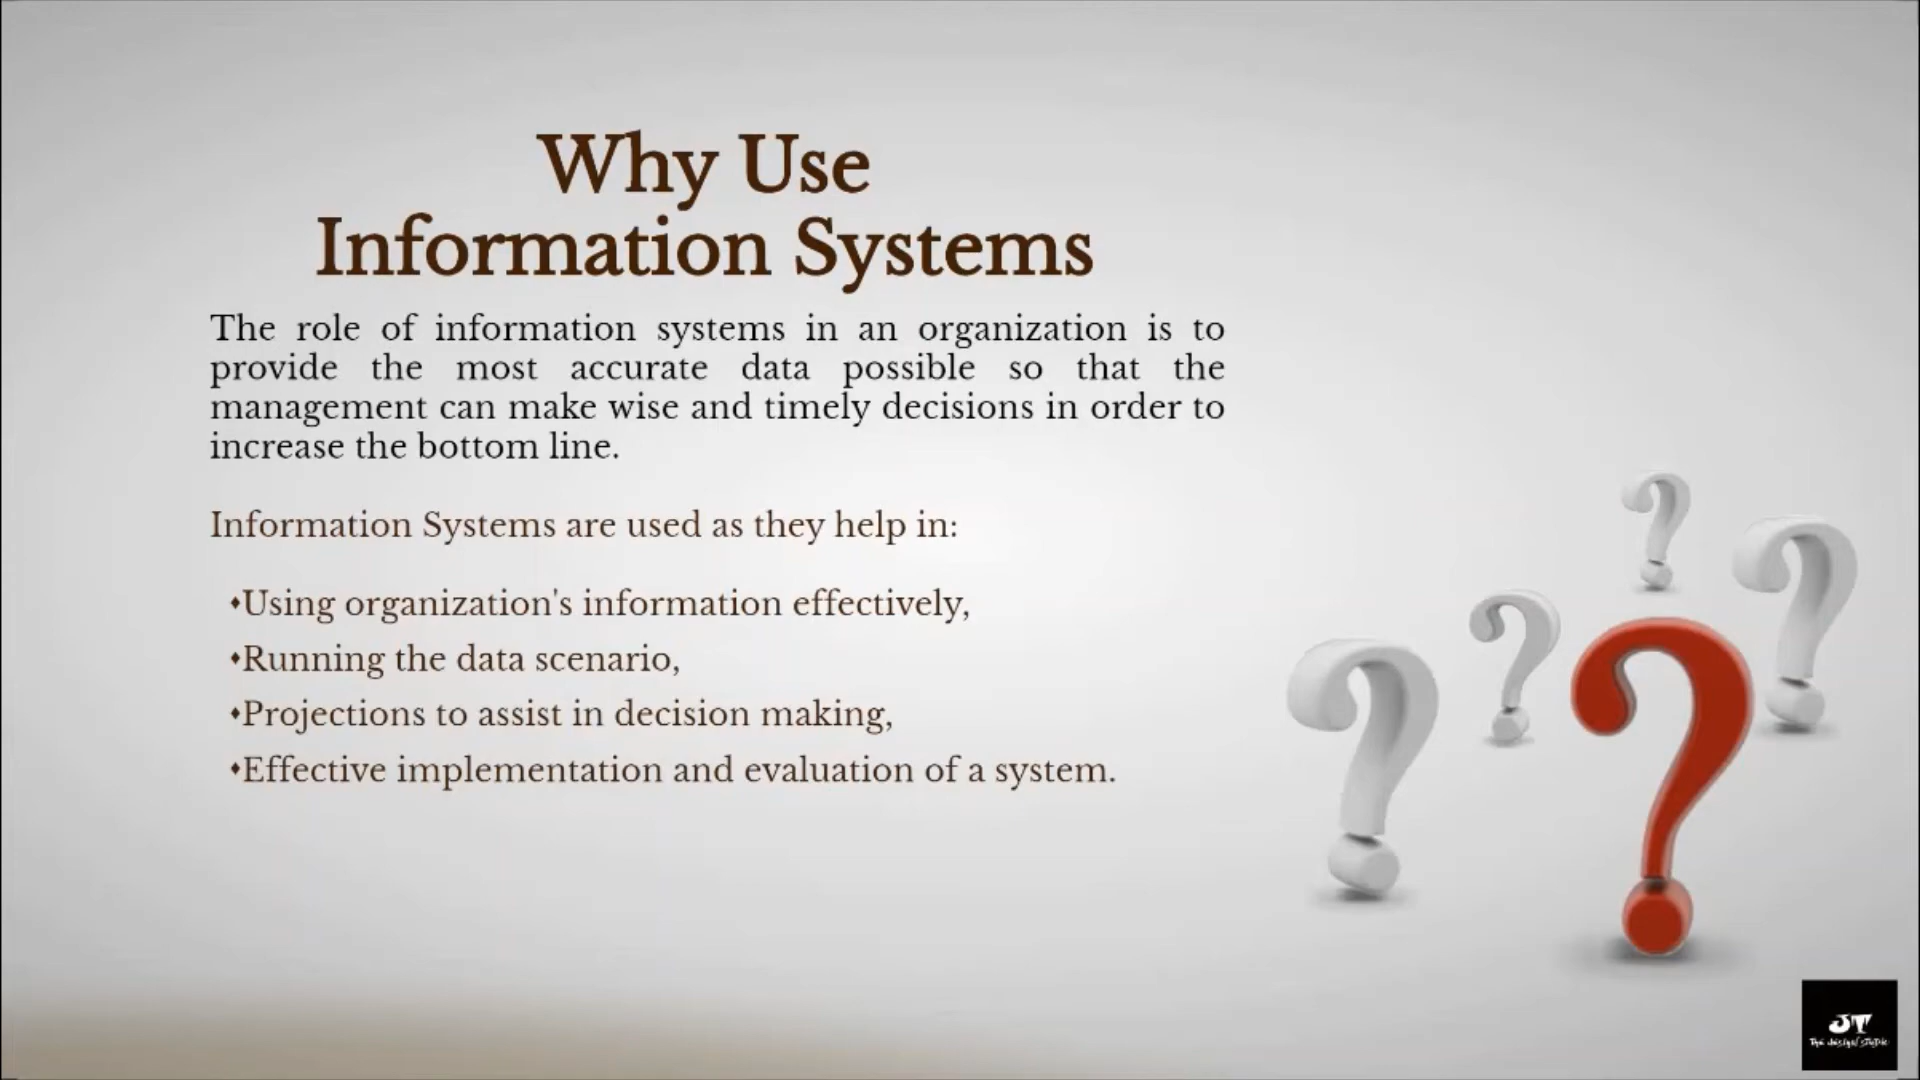 Why Use
Information Systems
The role of information systems in an organization is to
provide the most accurate data possible so that the
management can make wise and timely decisions in order to
increase the bottom line.
Information Systems are used as they help in:
•Using organization's information effectively,
•Running the data scenario,
•Projections to assist in decision making,
•Effective implementation and evaluation of a system.
JT
The Design Studio